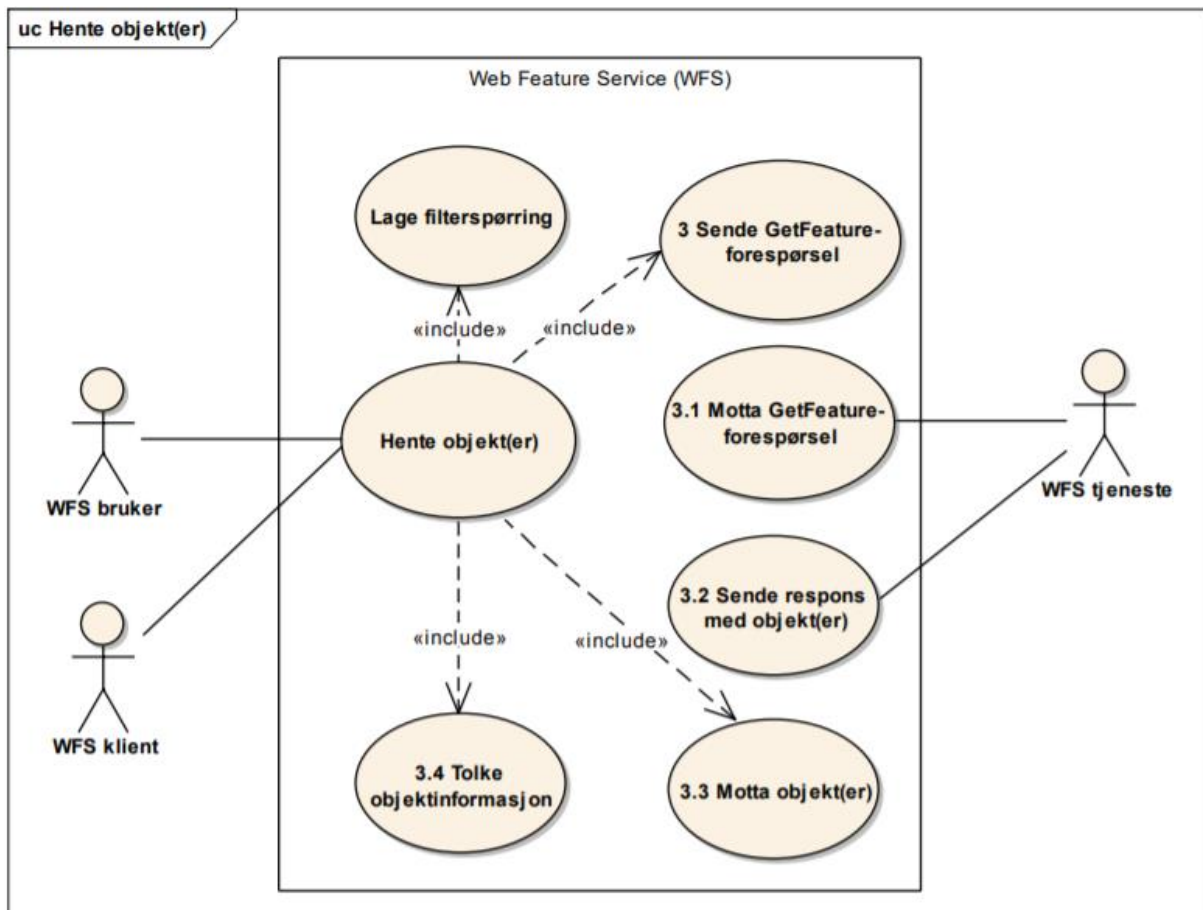 uc Hente objekt(er)
Web Feature Service (WFS)
Lage filterspørring
3 Sende GetFeature-
forespørsel
«include»
«include»
3.1 Motta GetFeature-
forespørsel
Hente objekt(er)
WFS bruker
WFS tjeneste
3.2 Sende respons
med objekt(er)
«include»
«include»
WFS klient
3.4 Tolke
objektinformasjon
3.3 Motta objekt(er)